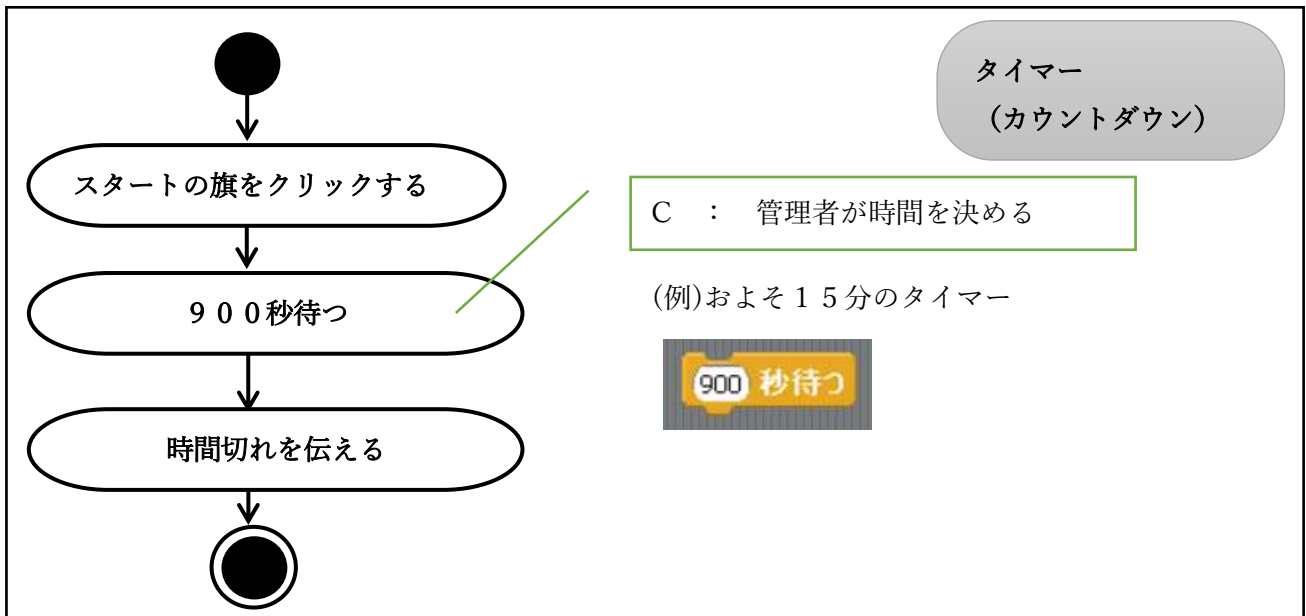 タイマー
（カウントダウン）
スタートの旗をクリックする
C　：　管理者が時間を決める
９００秒待つ
(例)およそ１５分のタイマー
900 秒待つ
時間切れを伝える